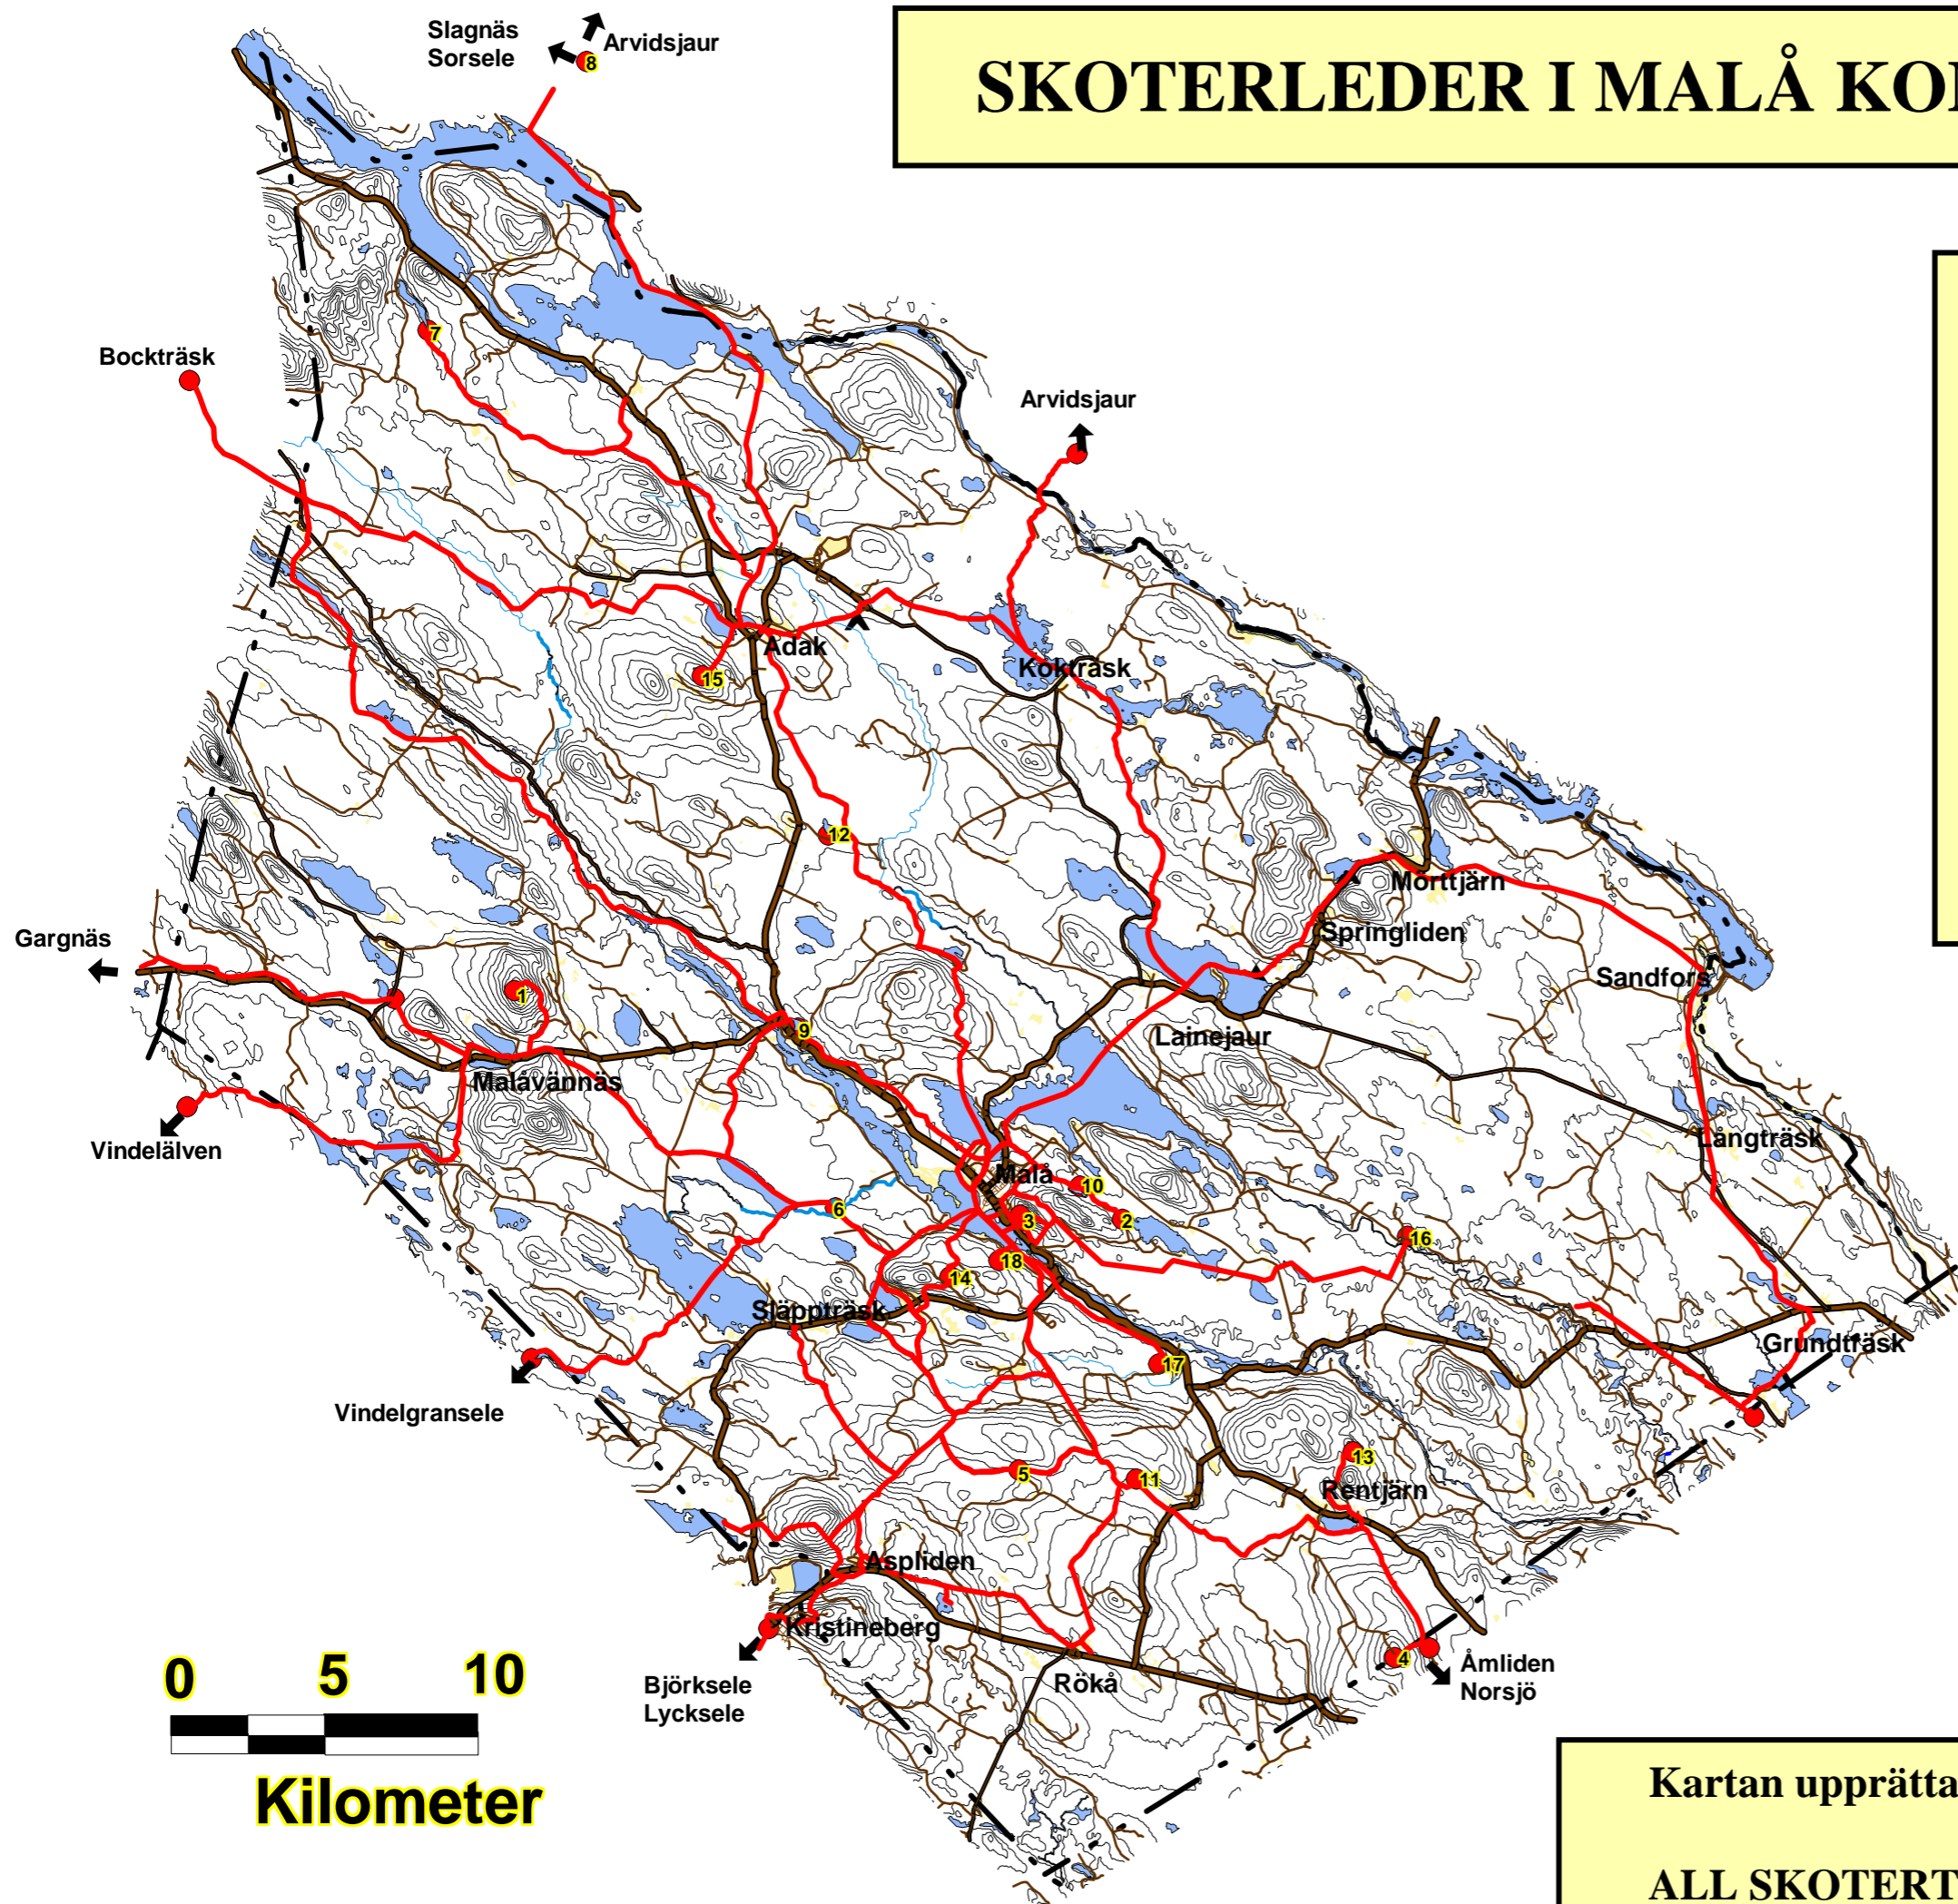 Slagnäs
Sorsele
Arvidsjaur
8
SKOTERLEDER I MALÅ KO
7
Bockträsk
Arvidsjaur
Adak
15
Kokträsk
12
Mörttjärn
Springliden
Sandfors
Gargnäs
1
9
Lainejaur
Malåvännäs
Vindelälven
Långträsk
Malå
10
6
3
2
16
18
14
Släppträsk
17
Grundträsk
Vindelgransele
13
5
11
Rentjärn
Aspliden
Kristineberg
4
Åmliden
Norsjö
Rökå
Björksele
Lycksele
0 5 10
Kilometer
Kartan upprätta
ALL SKOTERT